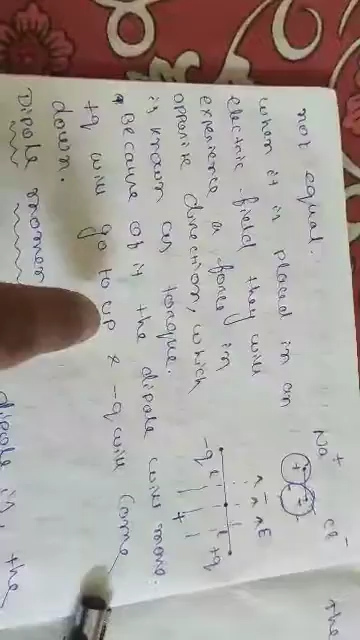 the
not equal.
Na+ Cl-
when it is placed in an
electric field they will
experience a force in
opposite direction, which
is known as torque.
Because of it the dipole will move.
+q will go to up & -q will come
down.
E
-q +q
Dipole momen
dipole is, the